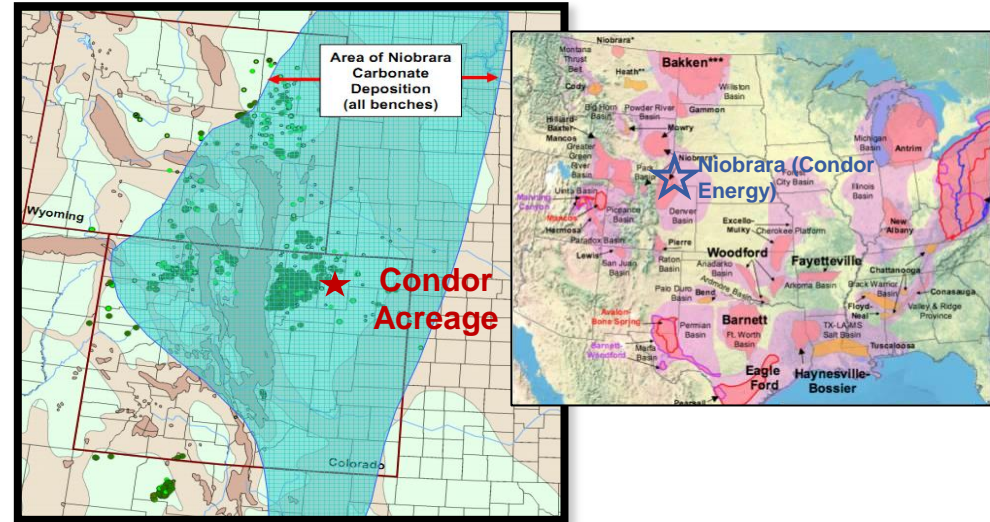 Area of Niobrara
Carbonate
Deposition
(all benches)
Wyoming
Condor
Acreage
Colorado
Niobrara*
Montana
Thrust
Belt
Heath**
Bakken***
Cody
Williston
Basin
Big Horn
Basin
Powder River
Basin
Gammon
Hilliard-
Baxter-
Mancos
Mowry
Greater
Green
River
Basin
Niobrara
Niobrara (Condor
Energy)
Michigan
Basin
Antrim
Forest
City Basin
Illinois
Basin
Uinta Basin
Manning
Canyon
Mancos
Piceance
Basin
Denver
Basin
Hermosa
Paradox Basin
Excello-
Mulky
Cherokee Platform
New
Albany
Lewis
San Juan
Basin
Pierre
Raton
Basin
Woodford
Anadarko
Basin
Fayetteville
Arkoma Basin
Chattanooga
Palo Duro
Basin
Bend
Ardmore Basin
Black Warrior
Basin
Conasauga
Floyd-
Neal
Valley & Ridge
Province
Avalon-
Bone Spring
Permian
Basin
Barnett
Ft. Worth
Basin
TX-LA-MS
Salt Basin
Tuscaloosa
Barnett-
Woodford
Marfa
Basin
Eagle
Ford
Haynesville-
Bossier